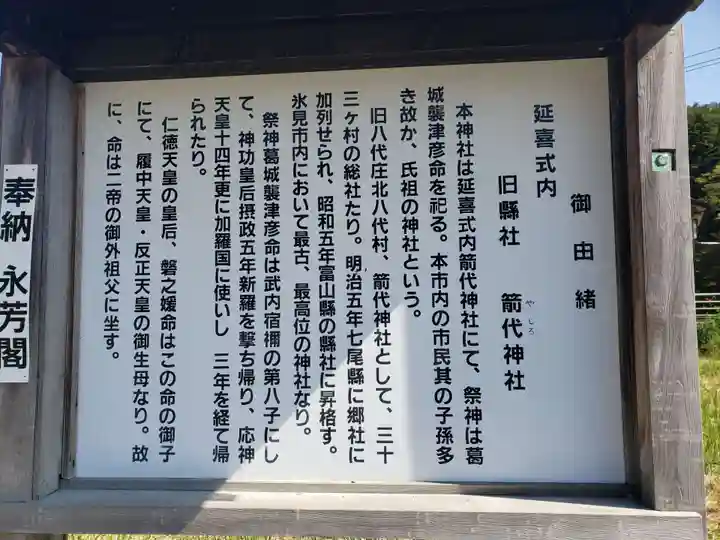 御由緒
延喜式内
旧縣社 箭代神社
やしろ
本神社は延喜式内箭代神社にて、祭神は葛
城襲津彦命を祀る。本市内の市民其の子孫多
き故か、氏祖の神社という。
旧八代庄北八代村、箭代神社として、三十
三ヶ村の総社たり。明治五年七尾縣に郷社に
加列せられ、昭和五年富山縣の縣社に昇格す。
氷見市内において最古、最高位の神社なり。
祭神葛城襲津彦命は武内宿禰の第八子にし
て、神功皇后摂政五年新羅を撃ち帰り、応神
天皇十四年更に加羅国に使いし 三年を経て帰
られたり。
仁徳天皇の皇后、磐之媛命はこの命の御子
にて、履中天皇・反正天皇の御生母なり。故
に、命は二帝の御外祖父に坐す。
奉納 永芳閣